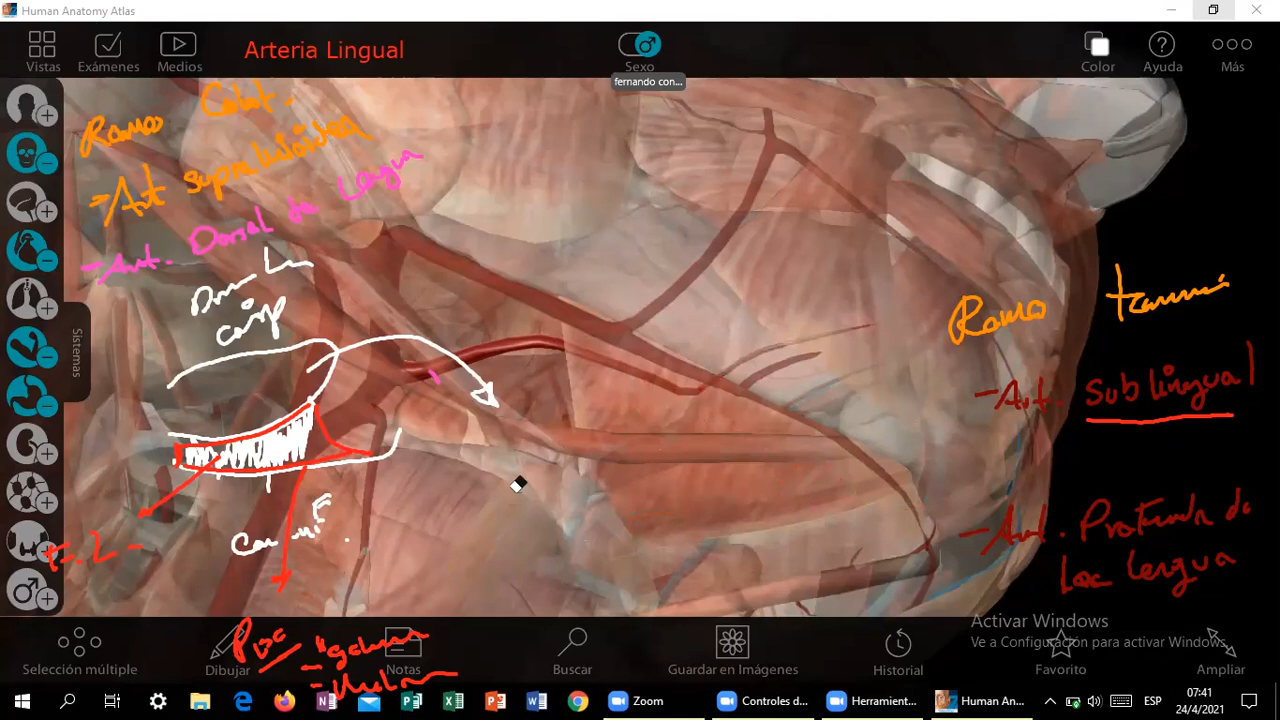 Human Anatomy Atlas
Vistas
Exámenes
Medios
Arteria Lingual
Sexo
fernando con...
Color
Ayuda
Más
Ramo Colat.
Art suprahioidea
- Art. Dorsal de Lengua
Sistemas
Ramo
- Art. Sublingual
- Art. Profunda de
La Lengua
Activar Windows
Ve a Configuración para activar Windows.
Selección múltiple
Dibujar
Notas
Buscar
Guardar en Imágenes
Historial
Favorito
Ampliar
Zoom
Controles d...
Herramient...
Human An...
ESP
07:41
24/4/2021